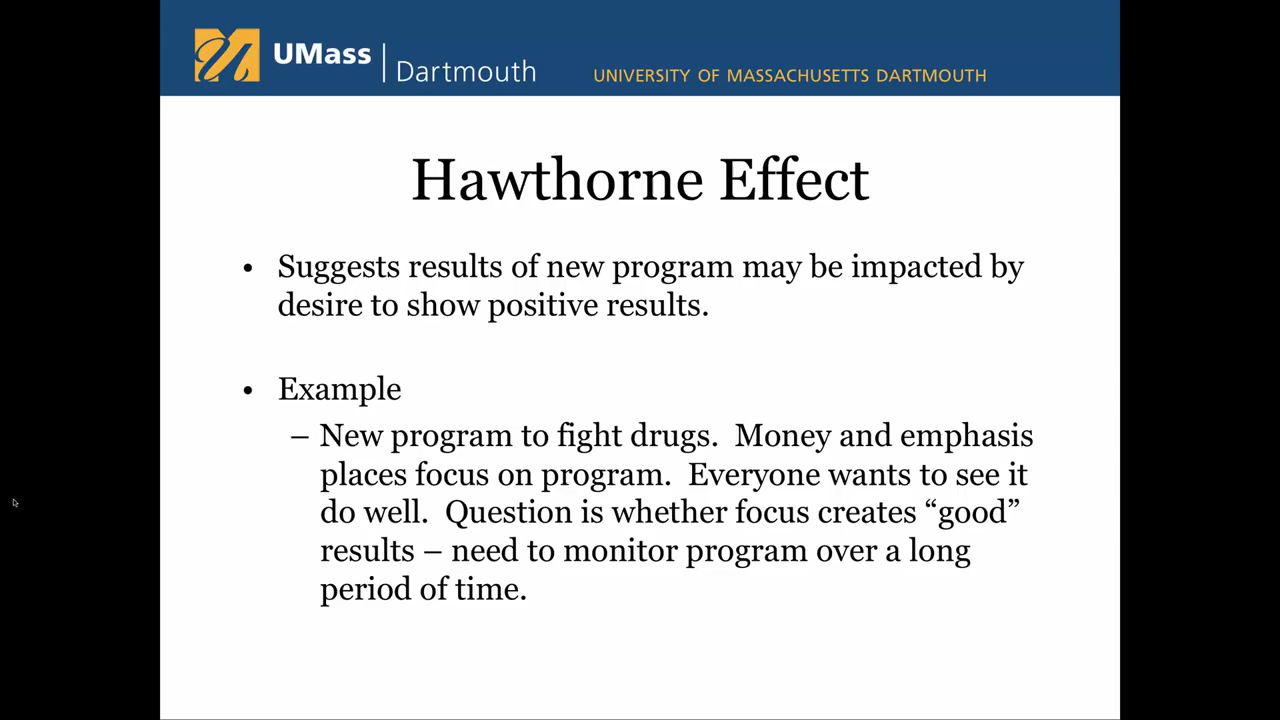 UMass | Dartmouth
UNIVERSITY OF MASSACHUSETTS DARTMOUTH
Hawthorne Effect
• Suggests results of new program may be impacted by
desire to show positive results.
• Example
– New program to fight drugs.  Money and emphasis
places focus on program.  Everyone wants to see it
do well.  Question is whether focus creates “good”
results – need to monitor program over a long
period of time.